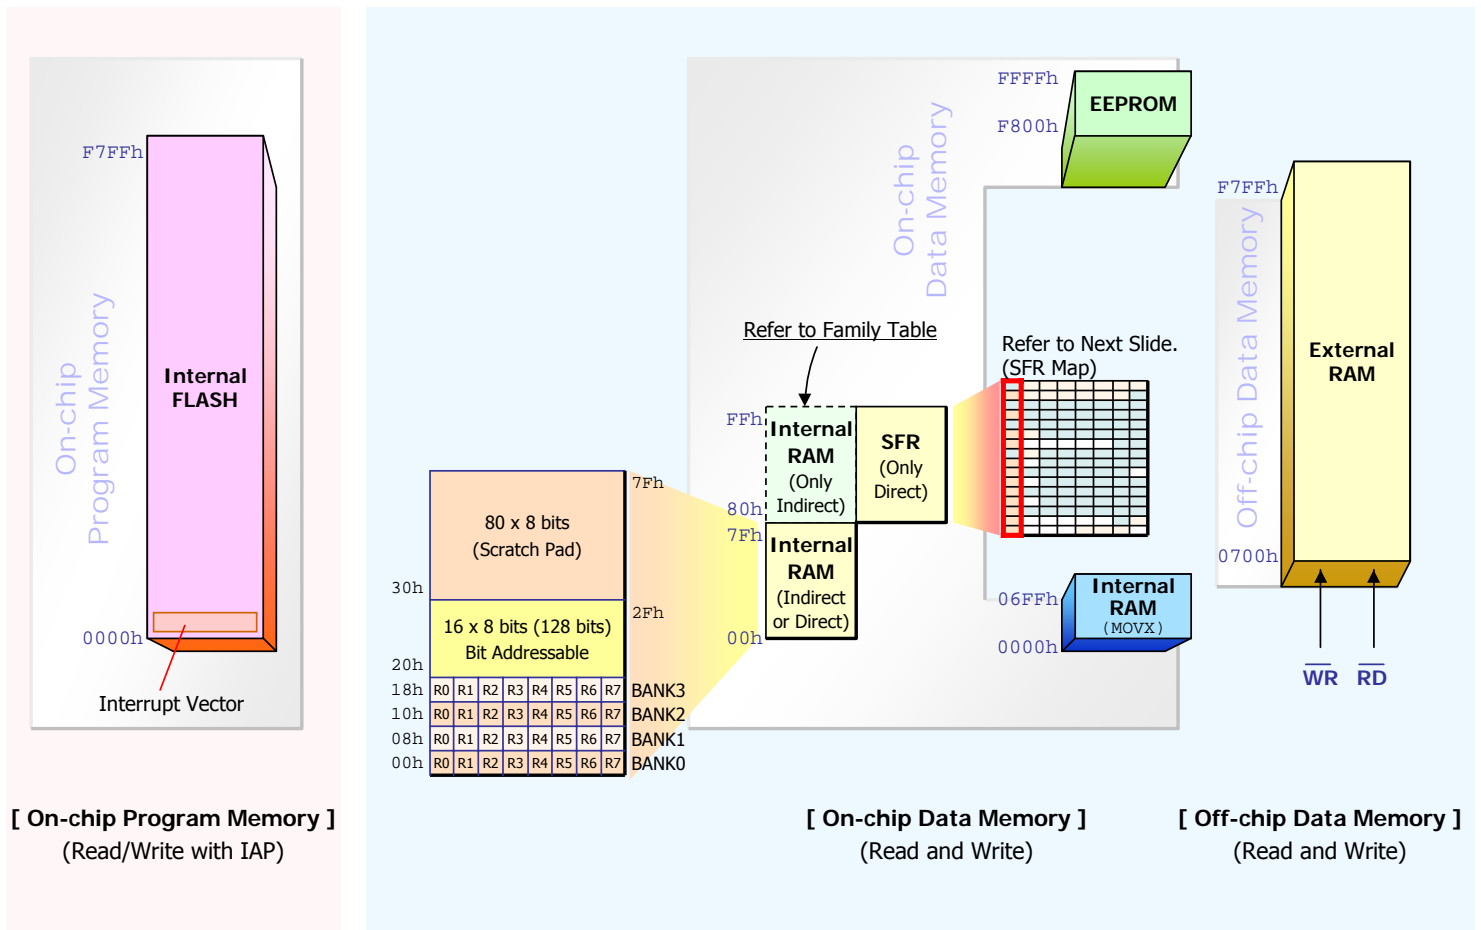 F7FFh
Internal
FLASH
0000h
Interrupt Vector
On-chip
Program Memory
[ On-chip Program Memory ]
(Read/Write with IAP)
On-chip
Data Memory
FFFFh
EEPROM
F800h
Refer to Family Table
Refer to Next Slide.
(SFR Map)
FFh
Internal
RAM
(Only
Indirect)
80h
SFR
(Only
Direct)
7Fh
Internal
RAM
(Indirect
or Direct)
00h
7Fh
80 x 8 bits
(Scratch Pad)
30h
2Fh
16 x 8 bits (128 bits)
Bit Addressable
20h
18h R0 R1 R2 R3 R4 R5 R6 R7 BANK3
10h R0 R1 R2 R3 R4 R5 R6 R7 BANK2
08h R0 R1 R2 R3 R4 R5 R6 R7 BANK1
00h R0 R1 R2 R3 R4 R5 R6 R7 BANK0
06FFh
Internal
RAM
(MOVX)
0000h
[ On-chip Data Memory ]
(Read and Write)
F7FFh
Off-chip Data Memory
External
RAM
0700h
W̅R̅ R̅D̅
[ Off-chip Data Memory ]
(Read and Write)